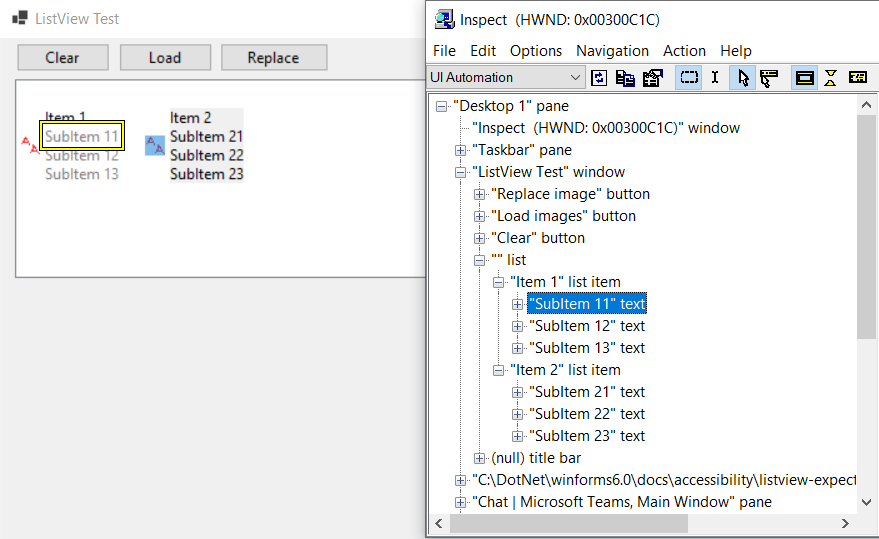 ListView Test
Clear
Load
Replace
Item 1
SubItem 11
SubItem 12
SubItem 13
Item 2
SubItem 21
SubItem 22
SubItem 23
Inspect (HWND: 0x00300C1C)
File Edit Options Navigation Action Help
UI Automation
"Desktop 1" pane
"Inspect (HWND: 0x00300C1C)" window
"Taskbar" pane
"ListView Test" window
"Replace image" button
"Load images" button
"Clear" button
"" list
"Item 1" list item
"SubItem 11" text
"SubItem 12" text
"SubItem 13" text
"Item 2" list item
"SubItem 21" text
"SubItem 22" text
"SubItem 23" text
(null) title bar
"C:\DotNet\winforms6.0\docs\accessibility\listview-expect
"Chat | Microsoft Teams, Main Window" pane